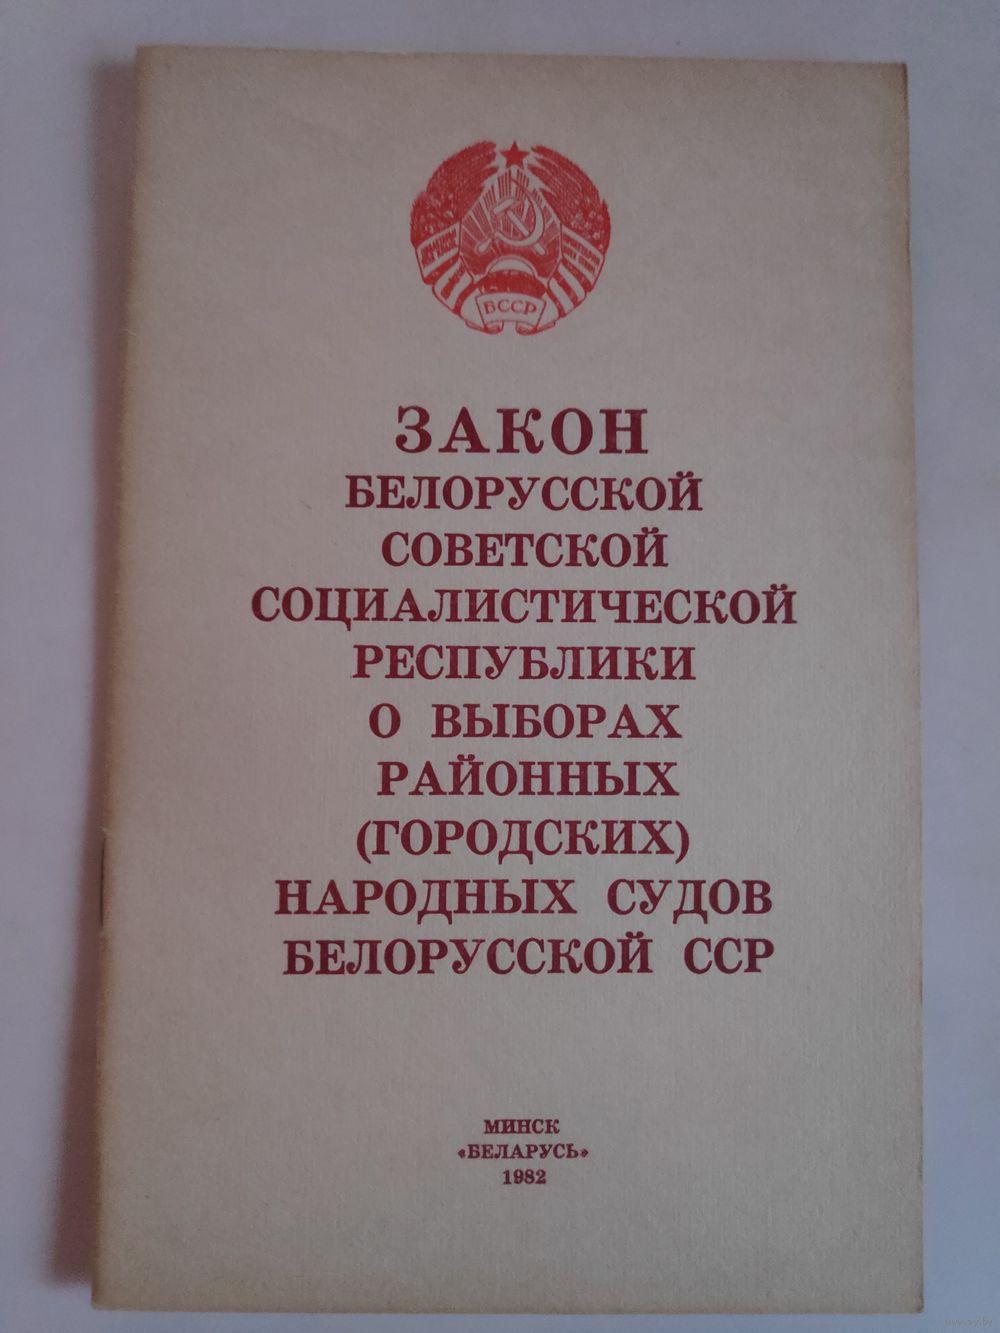 БССР
ЗАКОН
БЕЛОРУССКОЙ
СОВЕТСКОЙ
СОЦИАЛИСТИЧЕСКОЙ
РЕСПУБЛИКИ
О ВЫБОРАХ
РАЙОННЫХ
(ГОРОДСКИХ)
НАРОДНЫХ СУДОВ
БЕЛОРУССКОЙ ССР
МИНСК
«БЕЛАРУСЬ»
1982